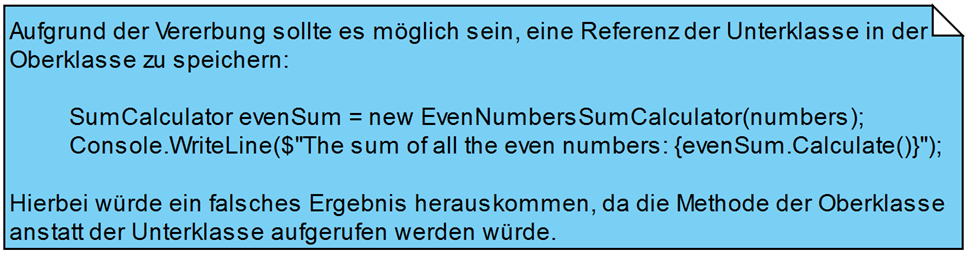 Aufgrund der Vererbung sollte es möglich sein, eine Referenz der Unterklasse in der
Oberklasse zu speichern:
SumCalculator evenSum = new EvenNumbersSumCalculator(numbers);
Console.WriteLine($"The sum of all the even numbers: {evenSum.Calculate()}");
Hierbei würde ein falsches Ergebnis herauskommen, da die Methode der Oberklasse
anstatt der Unterklasse aufgerufen werden würde.